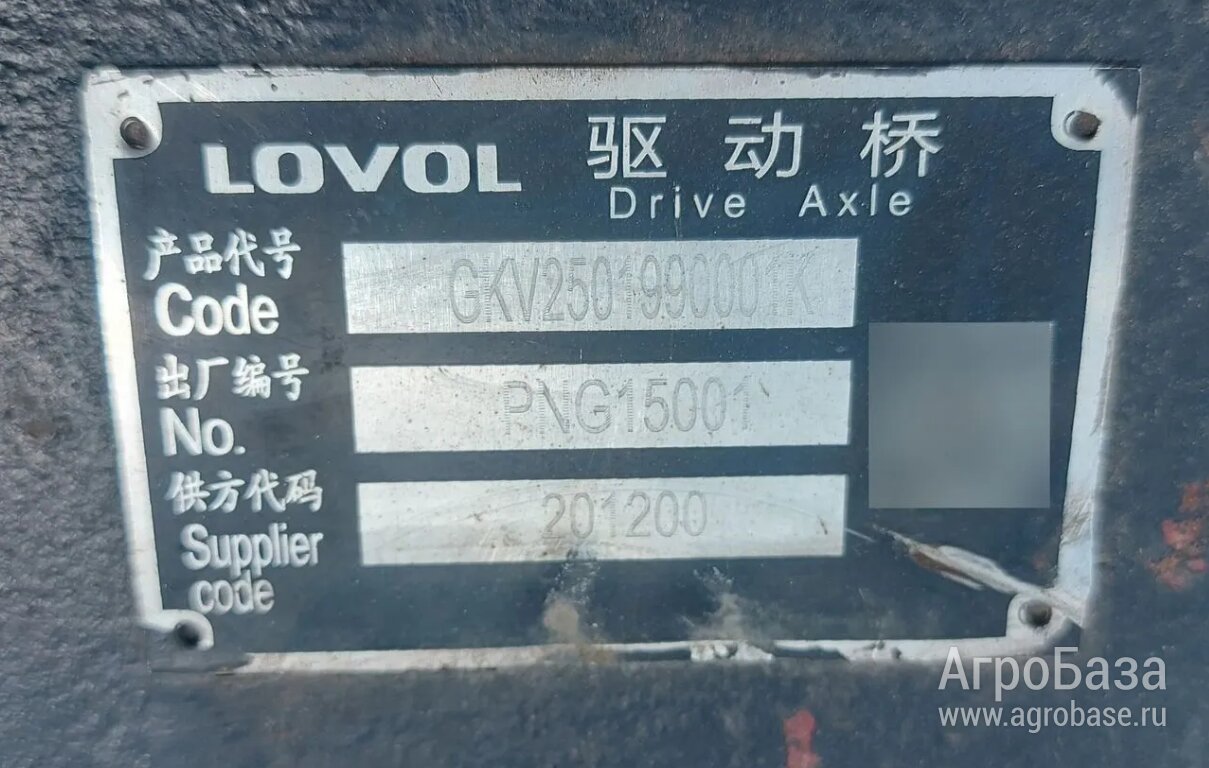 LOVOL 驱动桥
Drive Axle
产品代号
Code GKV2501990001K
出厂编号
No. PNG15001
供方代码
Supplier code 201200
АгроБаза
www.agrobase.ru